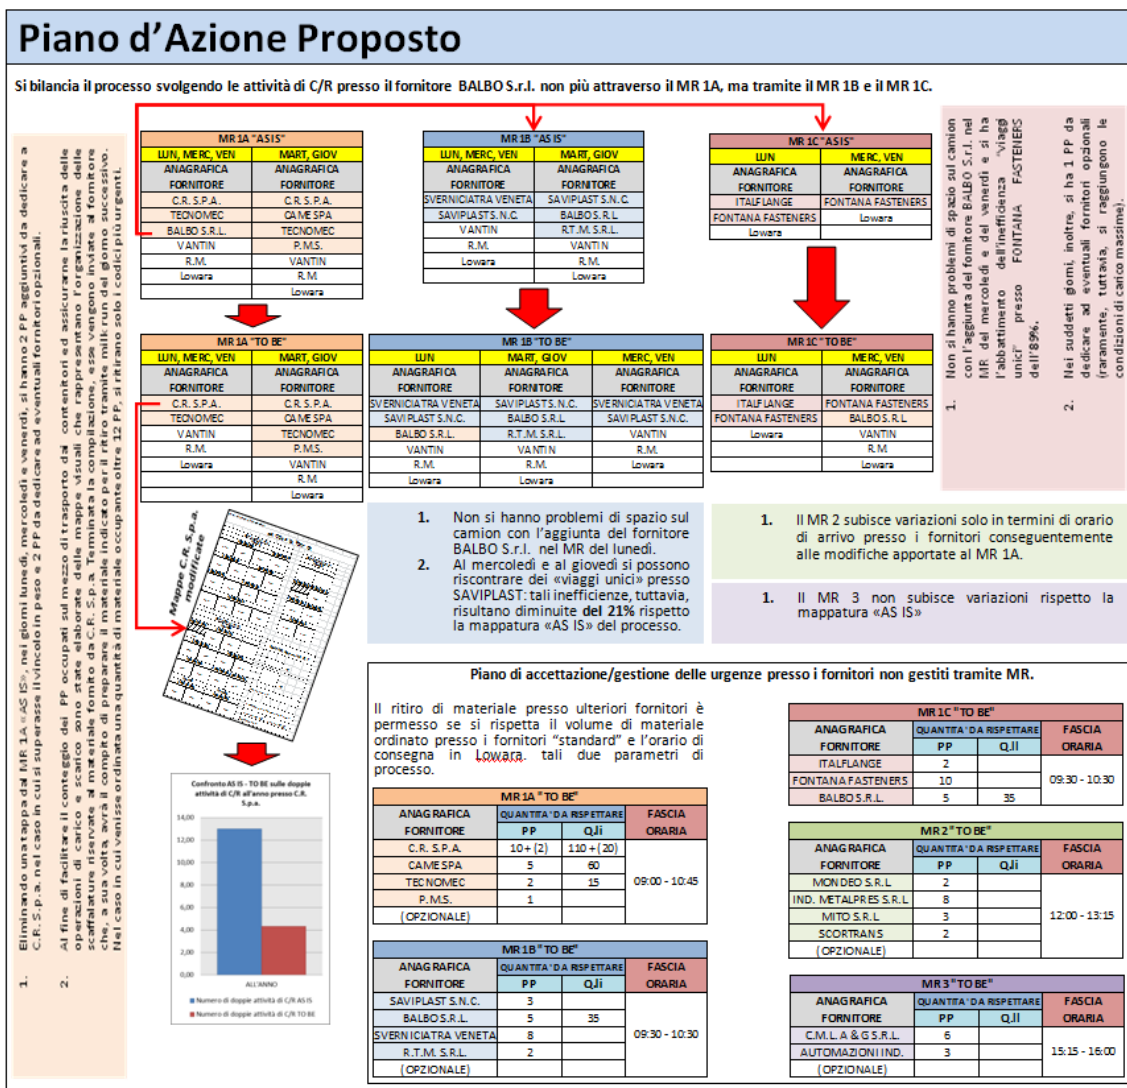 Piano d'Azione Proposto
Si bilancia il processo svolgendo le attività di C/R presso il fornitore BALBO S.r.l. non più attraverso il MR 1A, ma tramite il MR 1B e il MR 1C.
1. Eliminando una tappa dal MR 1A «AS IS», nei giorni lunedì, mercoledì e venerdì, si hanno 2 PP aggiuntivi da dedicare a
C.R. S.p.a. nel caso in cui si superasse il vincolo in peso e 2 PP da dedicare ad eventuali fornitori opzionali.
2. Al fine di facilitare il conteggio dei PP occupati sul mezzo di trasporto dai contenitori ed assicurarne la riuscita delle
operazioni di carico e scarico sono state elaborate delle mappe visuali che rappresentano l'organizzazione delle
scaffalature riservate al materiale fornito da C.R. S.p.a. Terminata la compilazione, esse vengono inviate al fornitore
che, a sua volta, avrà il compito di preparare il materiale indicato per il ritiro tramite milk run del giorno successivo.
Nel caso in cui venisse ordinata una quantità di materiale occupante oltre 12 PP, si ritirano solo i codici più urgenti.
MR 1A "AS IS"
LUN, MERC, VEN MART, GIOV
ANAGRAFICA ANAGRAFICA
FORNITORE FORNITORE
C.R. S.P.A. C.R. S.P.A.
TECNOMEC CAME SPA
BALBO S.R.L. TECNOMEC
VANTIN P.M.S.
R.M. VANTIN
Lowara R.M
Lowara
MR 1B "AS IS"
LUN, MERC, VEN MART, GIOV
ANAGRAFICA ANAGRAFICA
FORNITORE FORNITORE
SVERNICIATRA VENETA SAVIPLAST S.N.C.
SAVIPLAST S.N.C. BALBO S.R.L
VANTIN R.T.M. S.R.L.
R.M. VANTIN
Lowara R.M.
Lowara
MR 1C "AS IS"
LUN MERC, VEN
ANAGRAFICA ANAGRAFICA
FORNITORE FORNITORE
ITALFLANGE FONTANA FASTENERS
FONTANA FASTENERS Lowara
Lowara
1. Non si hanno problemi di spazio sul camion
con l'aggiunta del fornitore BALBO S.r.l. nel
MR del mercoledì e del venerdì e si ha
l'abbattimento dell'inefficienza "viaggi
unici" presso FONTANA FASTENERS
dell'89%.
2. Nei suddetti giorni, inoltre, si ha 1 PP da
dedicare ad eventuali fornitori opzionali
(raramente, tuttavia, si raggiungono le
condizioni di carico massime).
MR 1A "TO BE"
LUN, MERC, VEN MART, GIOV
ANAGRAFICA ANAGRAFICA
FORNITORE FORNITORE
C.R. S.P.A. C.R. S.P.A.
TECNOMEC CAME SPA
VANTIN TECNOMEC
R.M. P.M.S.
Lowara VANTIN
R.M
Lowara
MR 1B "TO BE"
LUN MART, GIOV MERC, VEN
ANAGRAFICA ANAGRAFICA ANAGRAFICA
FORNITORE FORNITORE FORNITORE
SVERNICIATRA VENETA SAVIPLAST S.N.C. SVERNICIATRA VENETA
SAVIPLAST S.N.C. BALBO S.R.L SAVIPLAST S.N.C.
BALBO S.R.L. R.T.M. S.R.L. VANTIN
VANTIN VANTIN R.M.
R.M. R.M. Lowara
Lowara Lowara
MR 1C "TO BE"
LUN MERC, VEN
ANAGRAFICA ANAGRAFICA
FORNITORE FORNITORE
ITALFLANGE FONTANA FASTENERS
FONTANA FASTENERS BALBO S.R.L
Lowara VANTIN
R.M
Lowara
Mappe C.R. S.p.a.
modificate
1. Non si hanno problemi di spazio sul
camion con l'aggiunta del fornitore
BALBO S.r.l. nel MR del lunedì.
2. Al mercoledì e al giovedì si possono
riscontrare dei «viaggi unici» presso
SAVIPLAST: tali inefficienze, tuttavia,
risultano diminuite del 21% rispetto
la mappatura «AS IS» del processo.
1. Il MR 2 subisce variazioni solo in termini di orario
di arrivo presso i fornitori conseguentemente
alle modifiche apportate al MR 1A.
1. Il MR 3 non subisce variazioni rispetto la
mappatura «AS IS»
Confronto AS IS - TO BE sulle doppie
attività di C/R all'anno presso C.R.
S.p.a.
14,00
12,00
10,00
8,00
6,00
4,00
2,00
0,00
ALL'ANNO
Numero di doppie attività di C/R AS IS
Numero di doppie attività di C/R TO BE
Piano di accettazione/gestione delle urgenze presso i fornitori non gestiti tramite MR.
Il ritiro di materiale presso ulteriori fornitori è
permesso se si rispetta il volume di materiale
ordinato presso i fornitori "standard" e l'orario di
consegna in Lowara. tali due parametri di
processo.
MR 1A "TO BE"
ANAGRAFICA QUANTITA' DA RISPETTARE FASCIA
FORNITORE PP Q.li ORARIA
C.R. S.P.A. 10+ (2) 110 + (20)
CAME SPA 5 60
TECNOMEC 2 15
P.M.S. 1
(OPZIONALE)
09:00 - 10:45
MR 1B "TO BE"
ANAGRAFICA QUANTITA' DA RISPETTARE FASCIA
FORNITORE PP Q.li ORARIA
SAVIPLAST S.N.C. 3
BALBO S.R.L. 5 35
SVERNICIATRA VENETA 8
R.T.M. S.R.L. 2
(OPZIONALE)
09:30 - 10:30
MR 1C "TO BE"
ANAGRAFICA QUANTITA' DA RISPETTARE FASCIA
FORNITORE PP Q.li ORARIA
ITALFLANGE 2
FONTANA FASTENERS 10
BALBO S.R.L. 5 35
09:30 - 10:30
MR 2 "TO BE"
ANAGRAFICA QUANTITA' DA RISPETTARE FASCIA
FORNITORE PP Q.li ORARIA
MONDEO S.R.L 2
IND. METALPRES S.R.L 8
MITO S.R.L 3
SCORTRANS 2
(OPZIONALE)
12:00 - 13:15
MR 3 "TO BE"
ANAGRAFICA QUANTITA' DA RISPETTARE FASCIA
FORNITORE PP Q.li ORARIA
C.M.L. A & G S.R.L. 6
AUTOMAZIONI IND. 3
(OPZIONALE)
15:15 - 16:00